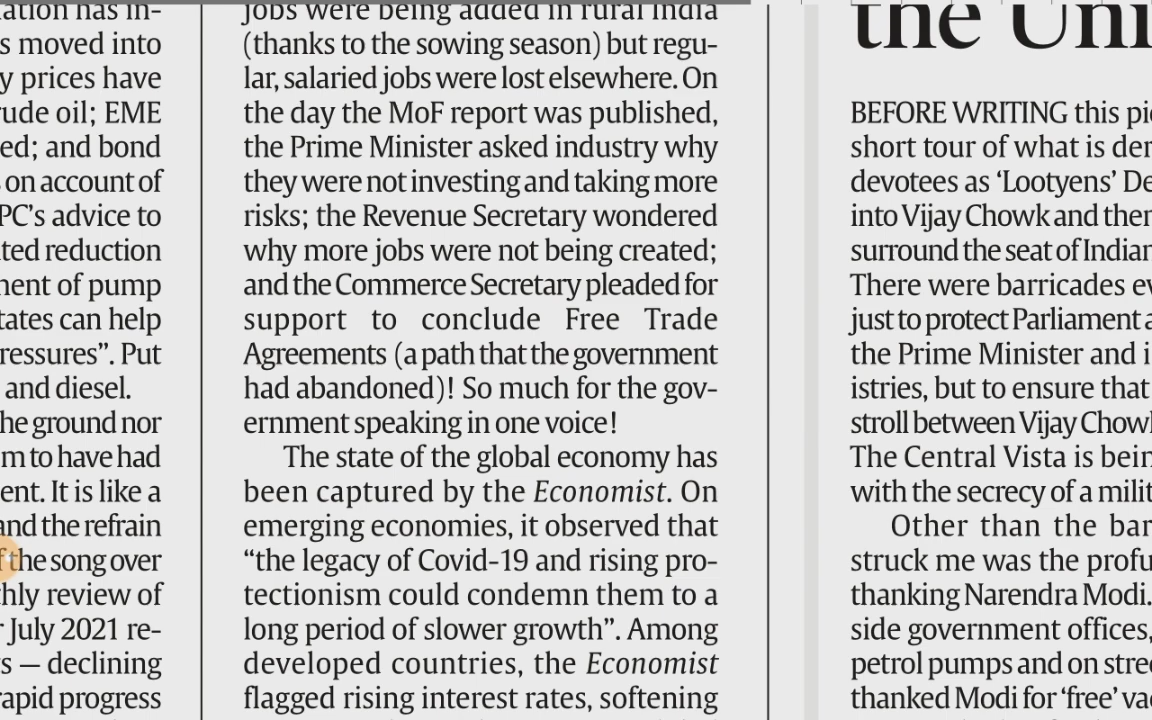 ation has in-
s moved into
y prices have
rude oil; EME
ed; and bond
on account of
PC's advice to
ted reduction
ment of pump
tates can help
ressures”. Put
and diesel.
he ground nor
m to have had
ent. It is like a
and the refrain
f the song over
hly review of
r July 2021 re-
s — declining
rapid progress
jobs were being added in rural India
(thanks to the sowing season) but regu-
lar, salaried jobs were lost elsewhere. On
the day the MoF report was published,
the Prime Minister asked industry why
they were not investing and taking more
risks; the Revenue Secretary wondered
why more jobs were not being created;
and the Commerce Secretary pleaded for
support to conclude Free Trade
Agreements (a path that the government
had abandoned)! So much for the gov-
ernment speaking in one voice!
The state of the global economy has
been captured by the Economist. On
emerging economies, it observed that
“the legacy of Covid-19 and rising pro-
tectionism could condemn them to a
long period of slower growth”. Among
developed countries, the Economist
flagged rising interest rates, softening
the Uni
BEFORE WRITING this pie
short tour of what is der
devotees as ‘Lootyens’ De
into Vijay Chowk and then
surround the seat of Indian
There were barricades ev
just to protect Parliament a
the Prime Minister and i
istries, but to ensure that
stroll between Vijay Chowk
The Central Vista is bein
with the secrecy of a milit
Other than the bar
struck me was the profu
thanking Narendra Modi.
side government offices,
petrol pumps and on stree
thanked Modi for ‘free’ vac